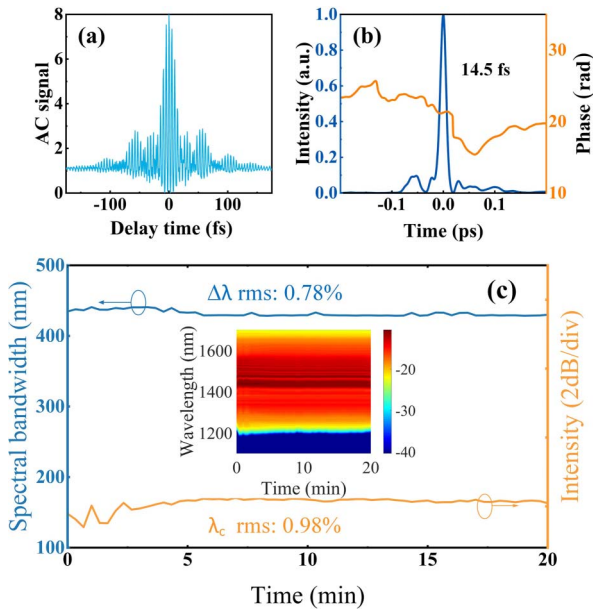 (a)
AC signal
8
6
4
2
0
-100
0
100
Delay time (fs)
(b)
14.5 fs
Intensity (a.u.)
1.0
0.8
0.6
0.4
0.2
0.0
Phase (rad)
30
20
10
-0.1
0.0
0.1
Time (ps)
(c)
Spectral bandwidth (nm)
500
400
300
200
100
Δλ rms: 0.78%
Wavelength (nm)
1600
1400
1200
0
10
20
Time (min)
-20
-30
-40
λc rms: 0.98%
Intensity (2dB/div)
0
5
10
15
20
Time (min)